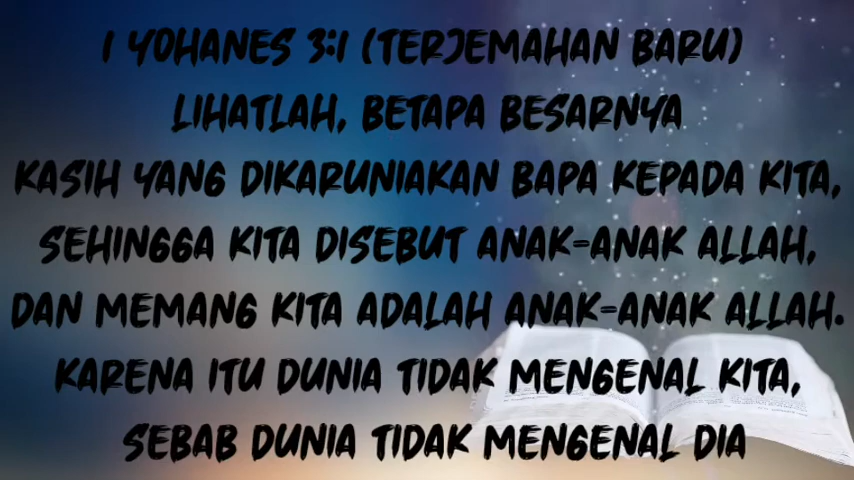 1 YOHANES 3:1 (TERJEMAHAN BARU)
LIHATLAH, BETAPA BESARNYA
KASIH YANG DIKARUNIAKAN BAPA KEPADA KITA,
SEHINGGA KITA DISEBUT ANAK-ANAK ALLAH,
DAN MEMANG KITA ADALAH ANAK-ANAK ALLAH.
KARENA ITU DUNIA TIDAK MENGENAL KITA,
SEBAB DUNIA TIDAK MENGENAL DIA